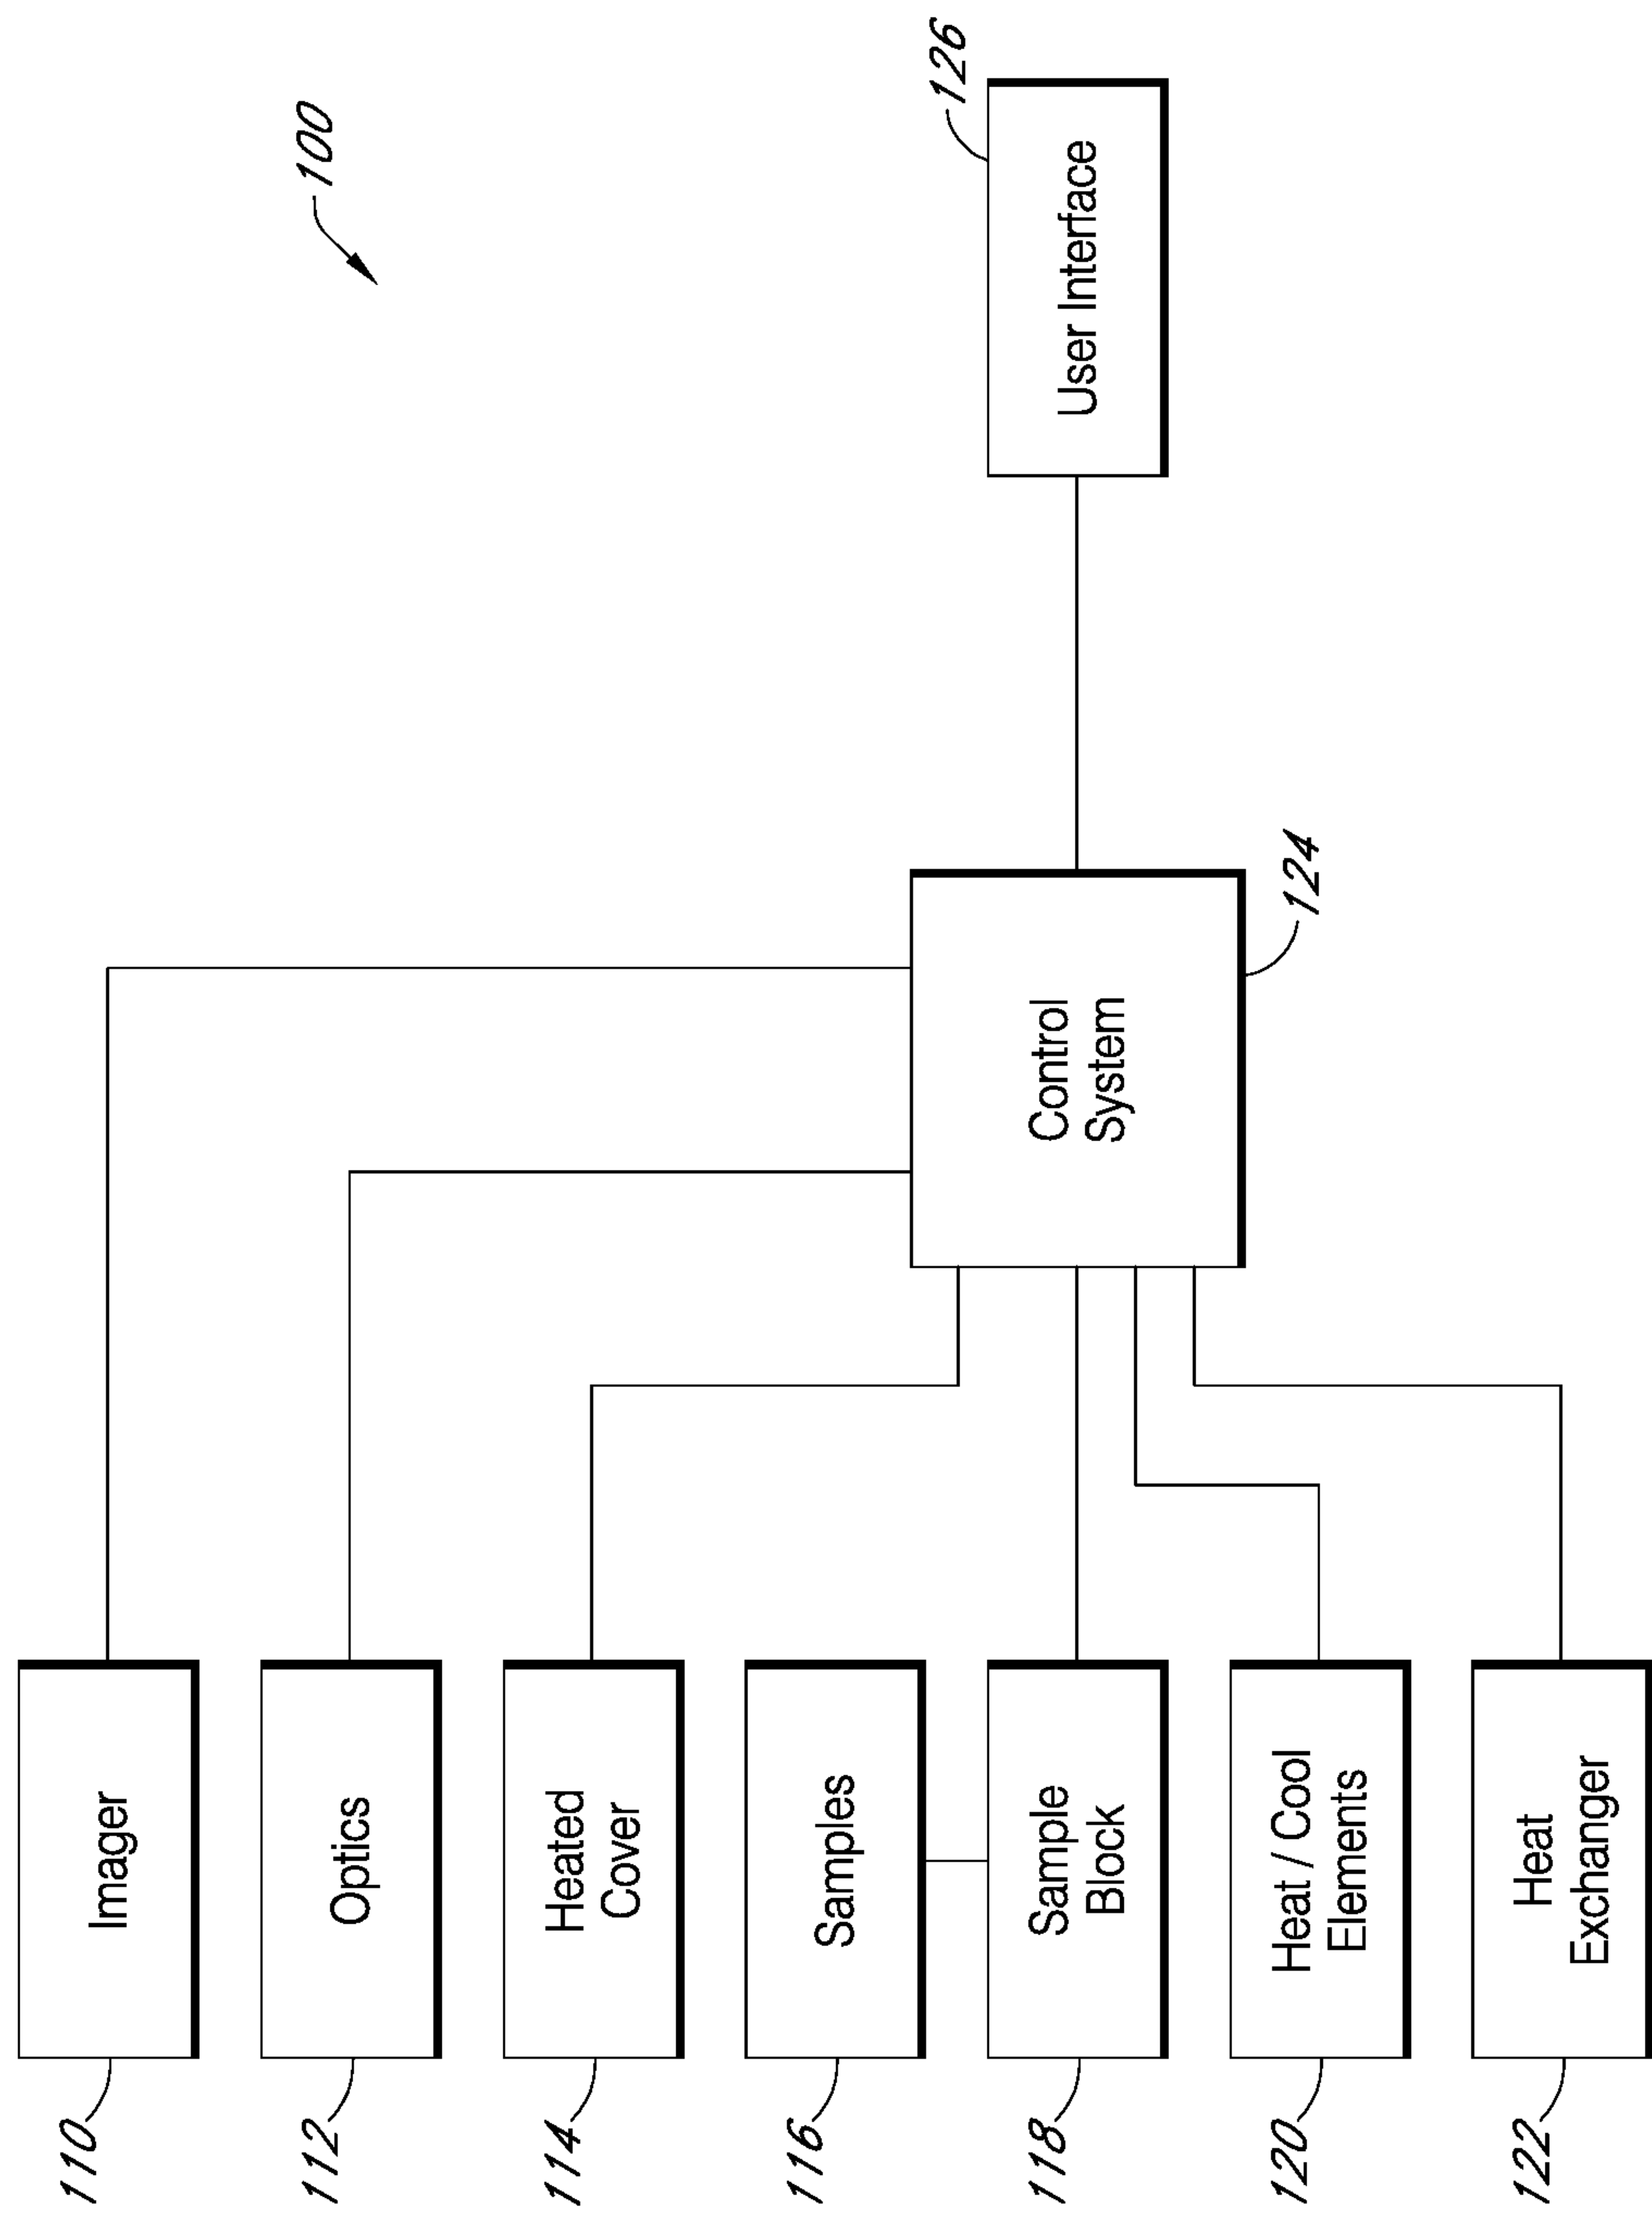 100
110
Imager
112
Optics
114
Heated
Cover
116
Samples
118
Sample
Block
120
Heat / Cool
Elements
122
Heat
Exchanger
Control
System
124
User Interface
126